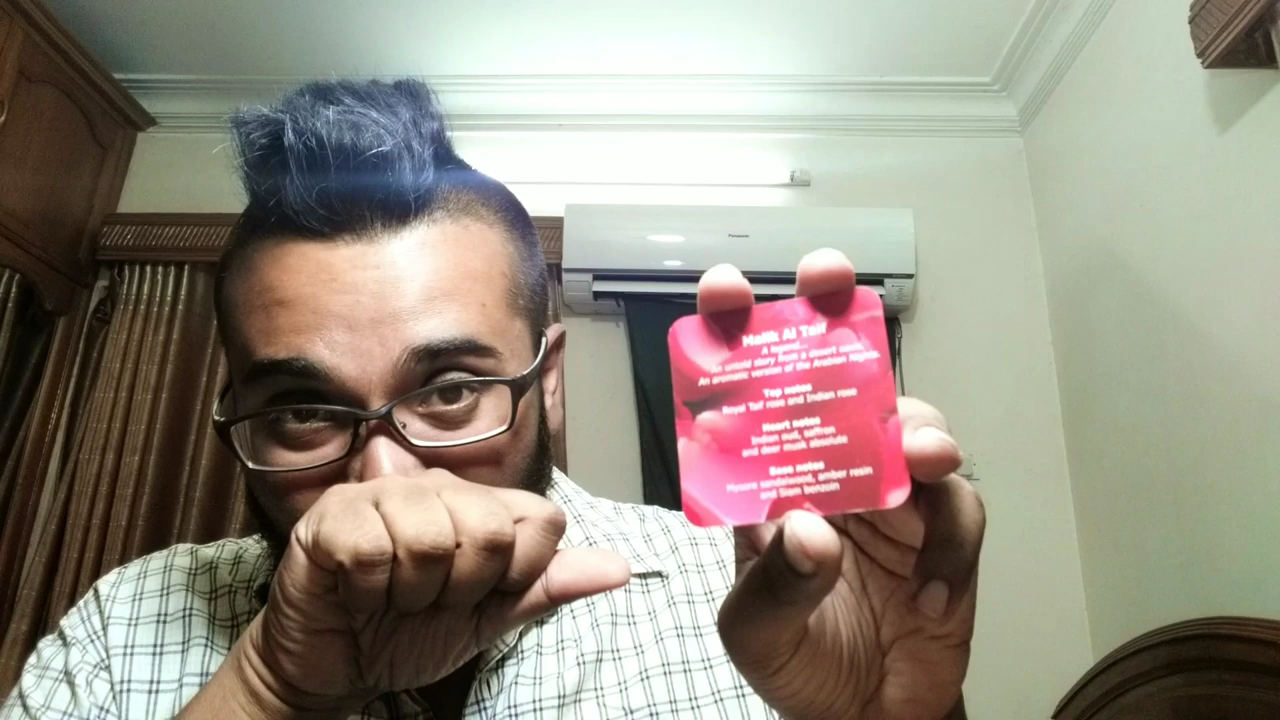 Panasonic
Malik Al Taif
A legend...
An untold story from a desert oasis.
An aromatic version of the Arabian Nights.
Top notes
Royal Taif rose and Indian rose
Heart notes
Indian oud, saffron
and deer musk absolute
Base notes
Mysore sandalwood, amber resin
and Siam benzoin